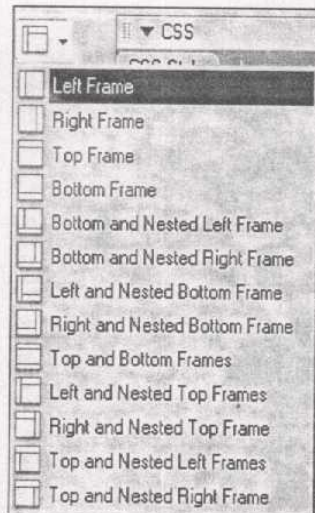 CSS
Left Frame
Right Frame
Top Frame
Bottom Frame
Bottom and Nested Left Frame
Bottom and Nested Right Frame
Left and Nested Bottom Frame
Right and Nested Bottom Frame
Top and Bottom Frames
Left and Nested Top Frames
Right and Nested Top Frame
Top and Nested Left Frames
Top and Nested Right Frame